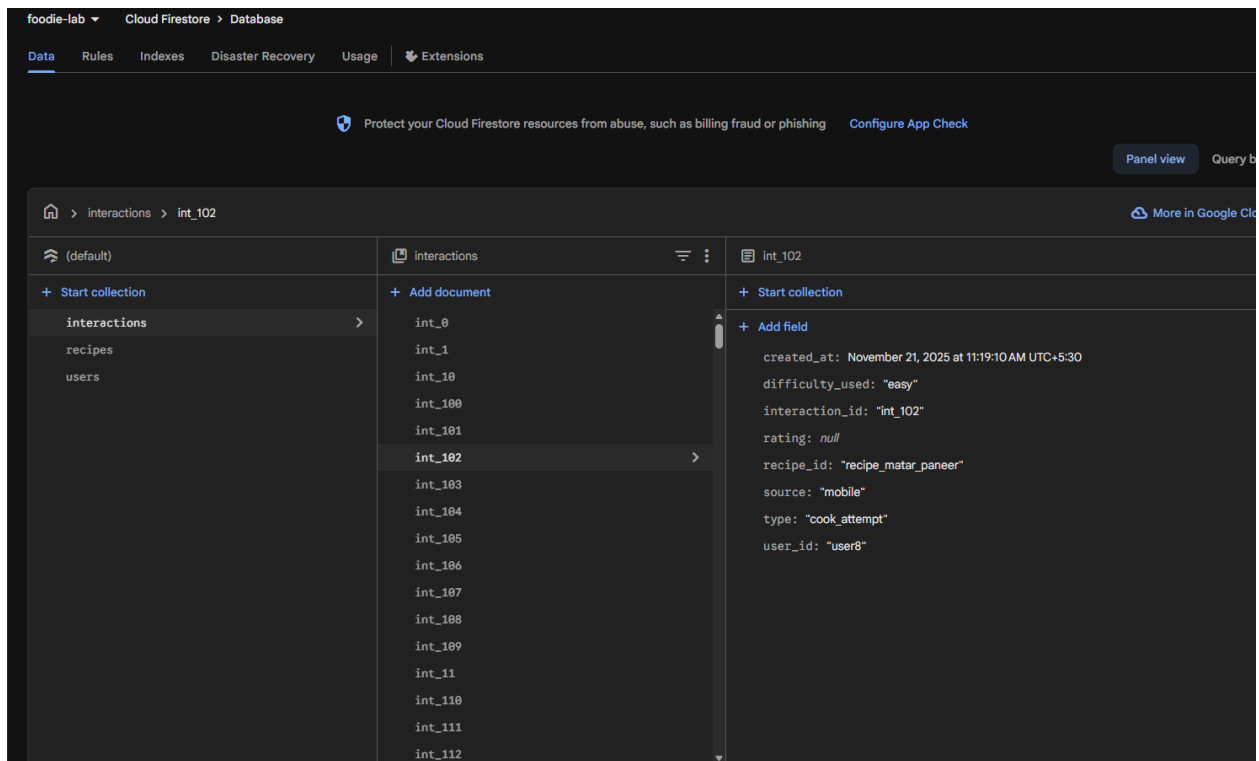 foodie-lab Cloud Firestore > Database
Data Rules Indexes Disaster Recovery Usage Extensions
Protect your Cloud Firestore resources from abuse, such as billing fraud or phishing Configure App Check
Panel view Query b
> interactions > int_102 More in Google Clo
(default)
+ Start collection
interactions >
recipes
users
interactions
+ Add document
int_0
int_1
int_10
int_100
int_101
int_102 >
int_103
int_104
int_105
int_106
int_107
int_108
int_109
int_11
int_110
int_111
int_112
int_102
+ Start collection
+ Add field
created_at: November 21, 2025 at 11:19:10 AM UTC+5:30
difficulty_used: "easy"
interaction_id: "int_102"
rating: null
recipe_id: "recipe_matar_paneer"
source: "mobile"
type: "cook_attempt"
user_id: "user8"